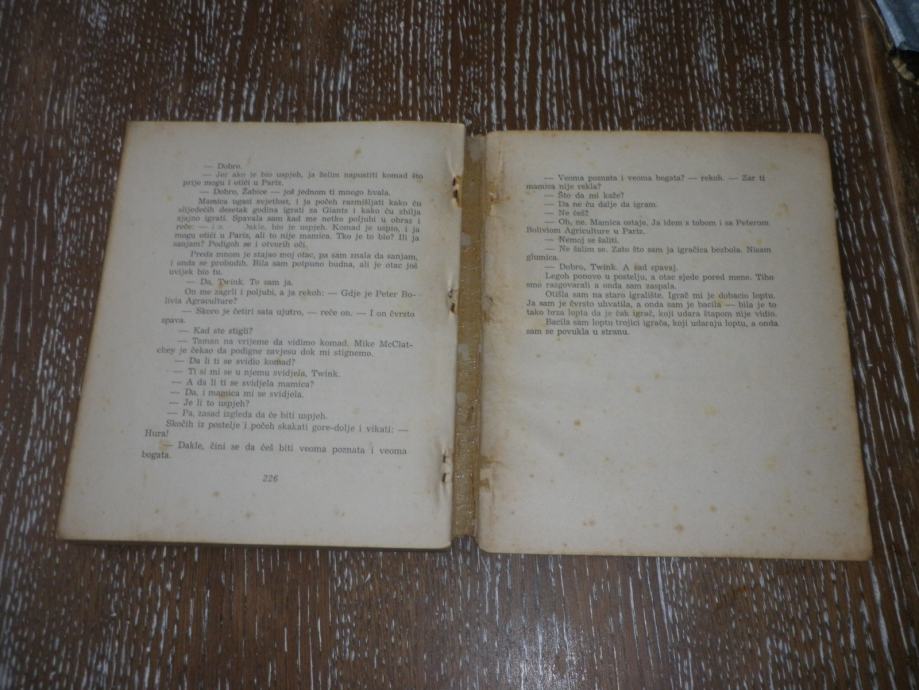 — Dobro.
— Jer ako je bio uspjeh, ja želim napustiti komad što
prije mogu i otići u Pariz.
— Dobro, Žabice — još jednom ti mnogo hvala.
Mamica ugasi svjetlost, i ja počeh razmišljati kako ću
slijedećih desetak godina igrati sa Giants i kako ću zbilja
sjajno igrati. Spavala sam kad me netko poljubi u obraz i
reče: — Dakle, bio je uspjeh. Komad je uspio, i ja
mogu otići u Pariz, ali to nije mamica. Tko je to bio? Ili ja
sanjam? Podigoh se i otvorih oči.
Preda mnom je stajao moj otac, pa sam znala da sanjam,
i onda se probudih. Bila sam potpuno budna, ali je otac još
uvijek bio tu.
— Da, Twink. To sam ja.
On me zagrli i poljubi, a ja rekoh: — Gdje je Peter Bo-
livia Agraculture?
— Skoro je četiri sata ujutro, — reče on. — I on čvrsto
spava.
— Kad ste stigli?
— Taman na vrijeme da vidimo komad. Mike McClat-
chey je čekao da podigne zavjesu dok mi stignemo.
— Da li ti se svidio komad?
— Ti si mi se u njemu svidjela, Twink.
— A da li ti se svidjela mamica?
— Da, i mamica mi se svidjela.
— Je li to uspjeh?
— Pa, zasad izgleda da će biti uspjeh.
Skočih iz postelje i počeh skakati gore-dolje i vikati: —
Hura!
— Dakle, čini se da ćeš biti veoma poznata i veoma
bogata.
226
— Veoma poznata i veoma bogata? — rekoh. — Zar ti
mamica nije rekla?
— Što da mi kaže?
— Da ne ću dalje da igram.
— Ne ćeš?
— Oh, ne. Mamica ostaje. Ja idem s tobom i sa Peterom
Boliviom Agriculture u Pariz.
— Nemoj se šaliti.
— Ne šalim se. Zato što sam ja igračica bezbola. Nisam
glumica.
— Dobro, Twink. A sad spavaj.
Legoh ponovo u postelju, a otac sjede pored mene. Tiho
smo razgovarali a onda sam zaspala.
Otišla sam na staro igralište. Igrač mi je dobacio loptu.
Ja sam je čvrsto uhvatila, a onda sam je bacila — bila je to
tako brza lopta da je čak igrač, koji udara štapom nije vidio.
Bacila sam loptu trojici igrača, koji udaraju loptu, a onda
sam se povukla u stranu.